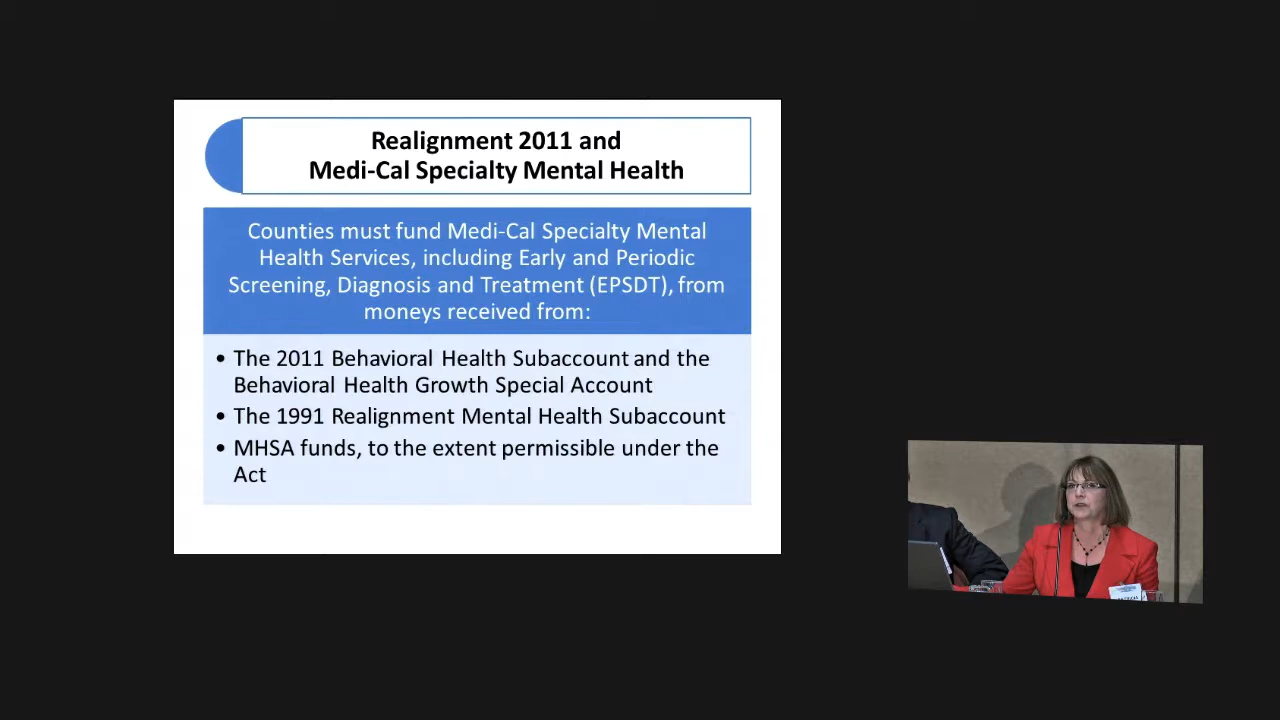 Realignment 2011 and
Medi-Cal Specialty Mental Health
Counties must fund Medi-Cal Specialty Mental
Health Services, including Early and Periodic
Screening, Diagnosis and Treatment (EPSDT), from
moneys received from:
• The 2011 Behavioral Health Subaccount and the
Behavioral Health Growth Special Account
• The 1991 Realignment Mental Health Subaccount
• MHSA funds, to the extent permissible under the
Act